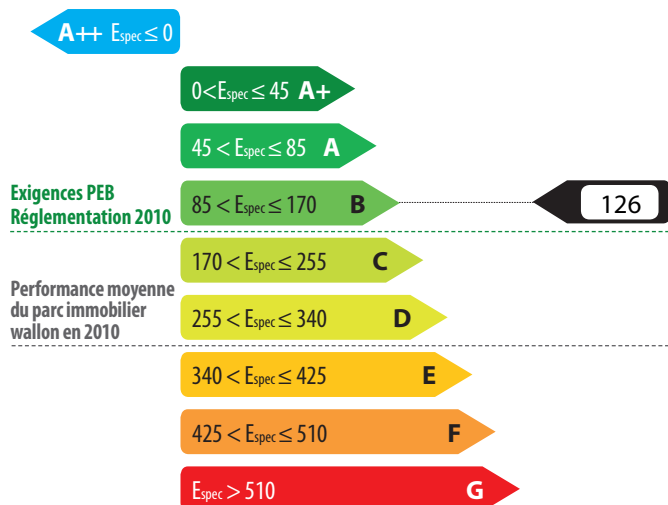 A++ Espec ≤ 0
0<Espec ≤ 45 A+
45 < Espec ≤ 85 A
Exigences PEB
Réglementation 2010
85 < Espec ≤ 170 B
126
170 < Espec ≤ 255 C
Performance moyenne
du parc immobilier
wallon en 2010
255 < Espec ≤ 340 D
340 < Espec ≤ 425 E
425 < Espec ≤ 510 F
Espec > 510 G